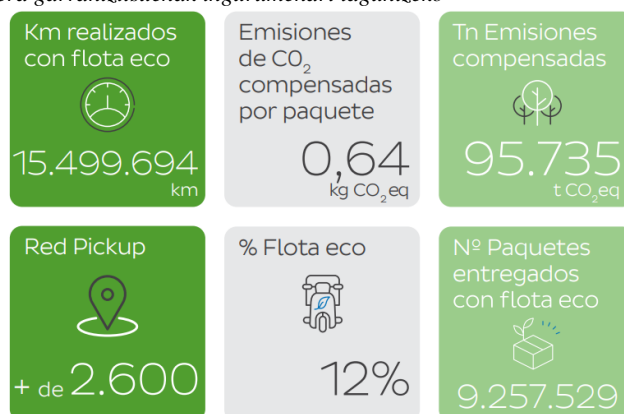 Km realizados
con flota eco
15.499.694
km
Emisiones
de CO₂
compensadas
por paquete
0,64
kg CO₂eq
Tn Emisiones
compensadas
95.735
t CO₂eq
Red Pickup
+ de 2.600
% Flota eco
12%
Nº Paquetes
entregados
con flota eco
9.257.529